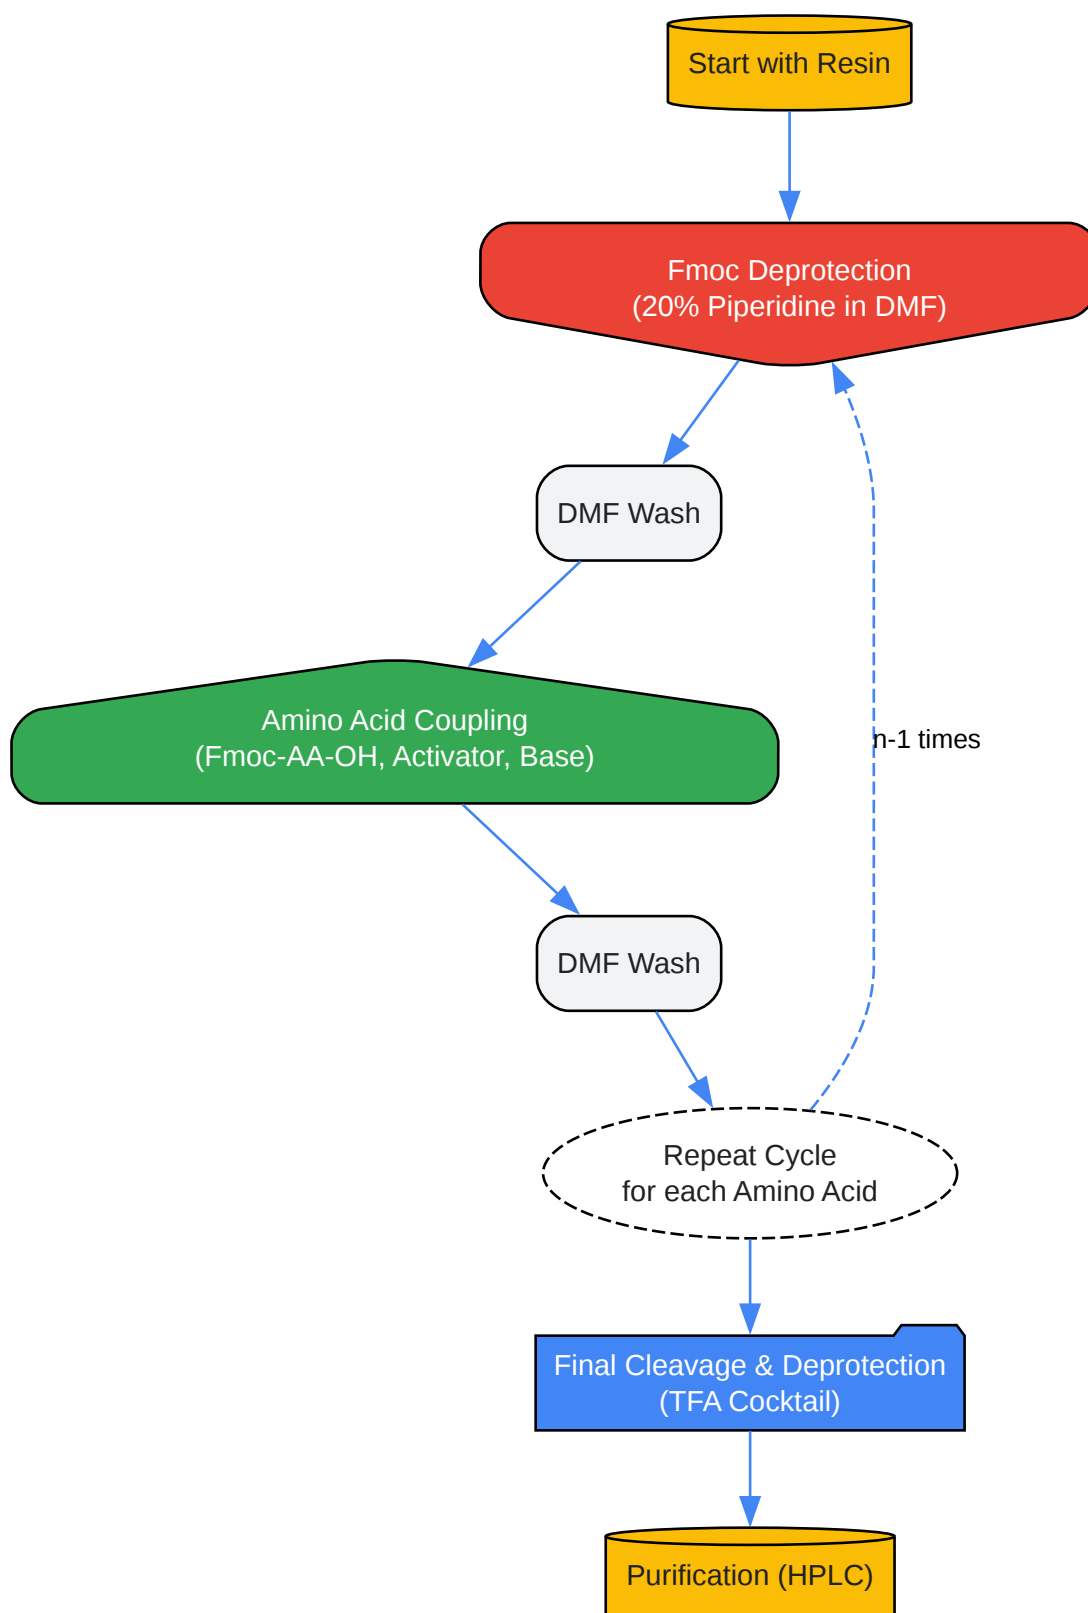 Start with Resin
Fmoc Deprotection
(20% Piperidine in DMF)
DMF Wash
Amino Acid Coupling
(Fmoc-AA-OH, Activator, Base)
n-1 times
DMF Wash
Repeat Cycle
for each Amino Acid
Final Cleavage & Deprotection
(TFA Cocktail)
Purification (HPLC)